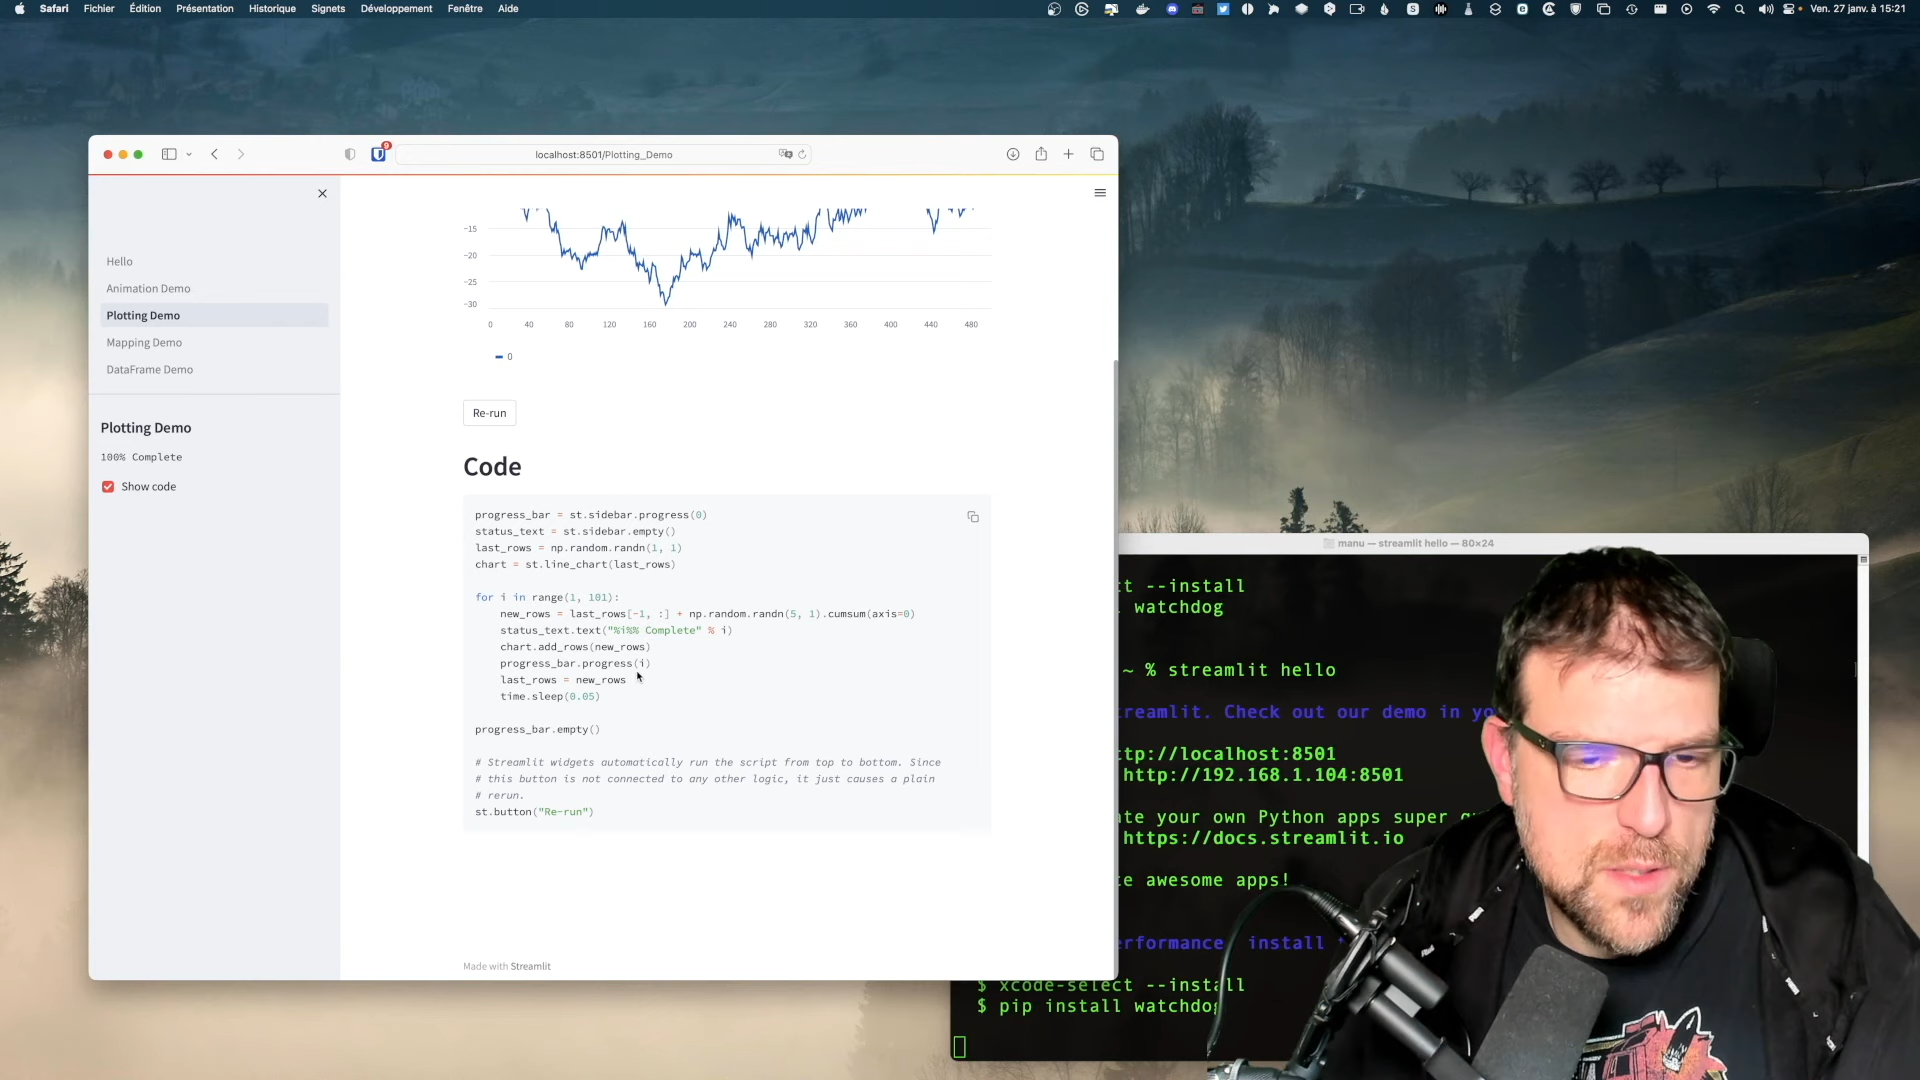 Safari Fichier Édition Présentation Historique Signets Développement Fenêtre Aide
Ven. 27 janv. à 15:21
9
localhost:8501/Plotting_Demo
Hello
Animation Demo
Plotting Demo
Mapping Demo
DataFrame Demo
Plotting Demo
100% Complete
Show code
−15
−20
−25
−30
0 40 80 120 160 200 240 280 320 360 400 440 480
0
Re-run
Code
progress_bar = st.sidebar.progress(0)
status_text = st.sidebar.empty()
last_rows = np.random.randn(1, 1)
chart = st.line_chart(last_rows)
for i in range(1, 101):
new_rows = last_rows[-1, :] + np.random.randn(5, 1).cumsum(axis=0)
status_text.text("%i%% Complete" % i)
chart.add_rows(new_rows)
progress_bar.progress(i)
last_rows = new_rows
time.sleep(0.05)
progress_bar.empty()
# Streamlit widgets automatically run the script from top to bottom. Since
# this button is not connected to any other logic, it just causes a plain
# rerun.
st.button("Re-run")
Made with Streamlit
manu — streamlit hello — 80×24
--install
watchdog
~ % streamlit hello
treamlit. Check out our demo in
tp://localhost:8501
http://192.168.1.104:8501
te your own Python apps super
https://docs.streamlit.io
e awesome apps!
erformance, install
$ xcode-select --install
$ pip install watchdog